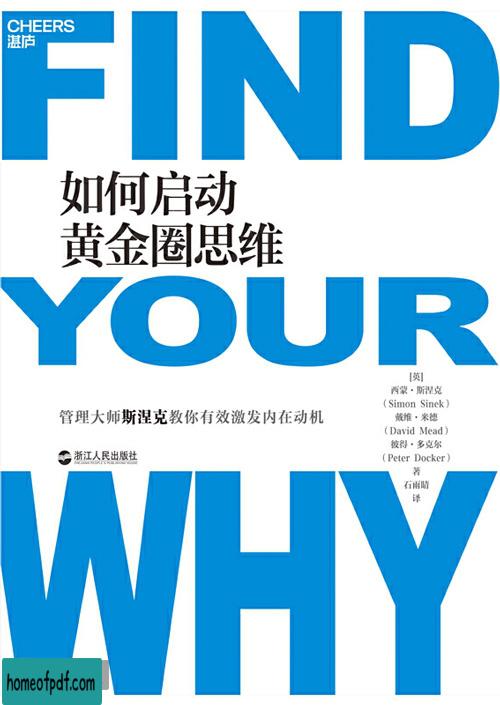 CHEERS
湛庐
FIND
如何启动
黄金圈思维
YOUR
[英]
西蒙·斯涅克
(Simon Sinek)
戴维·米德
(David Mead)
彼得·多克尔
(Peter Docker)
著
石雨晴
译
管理大师斯涅克教你有效激发内在动机
浙江人民出版社
WHY
homeofpdf.com